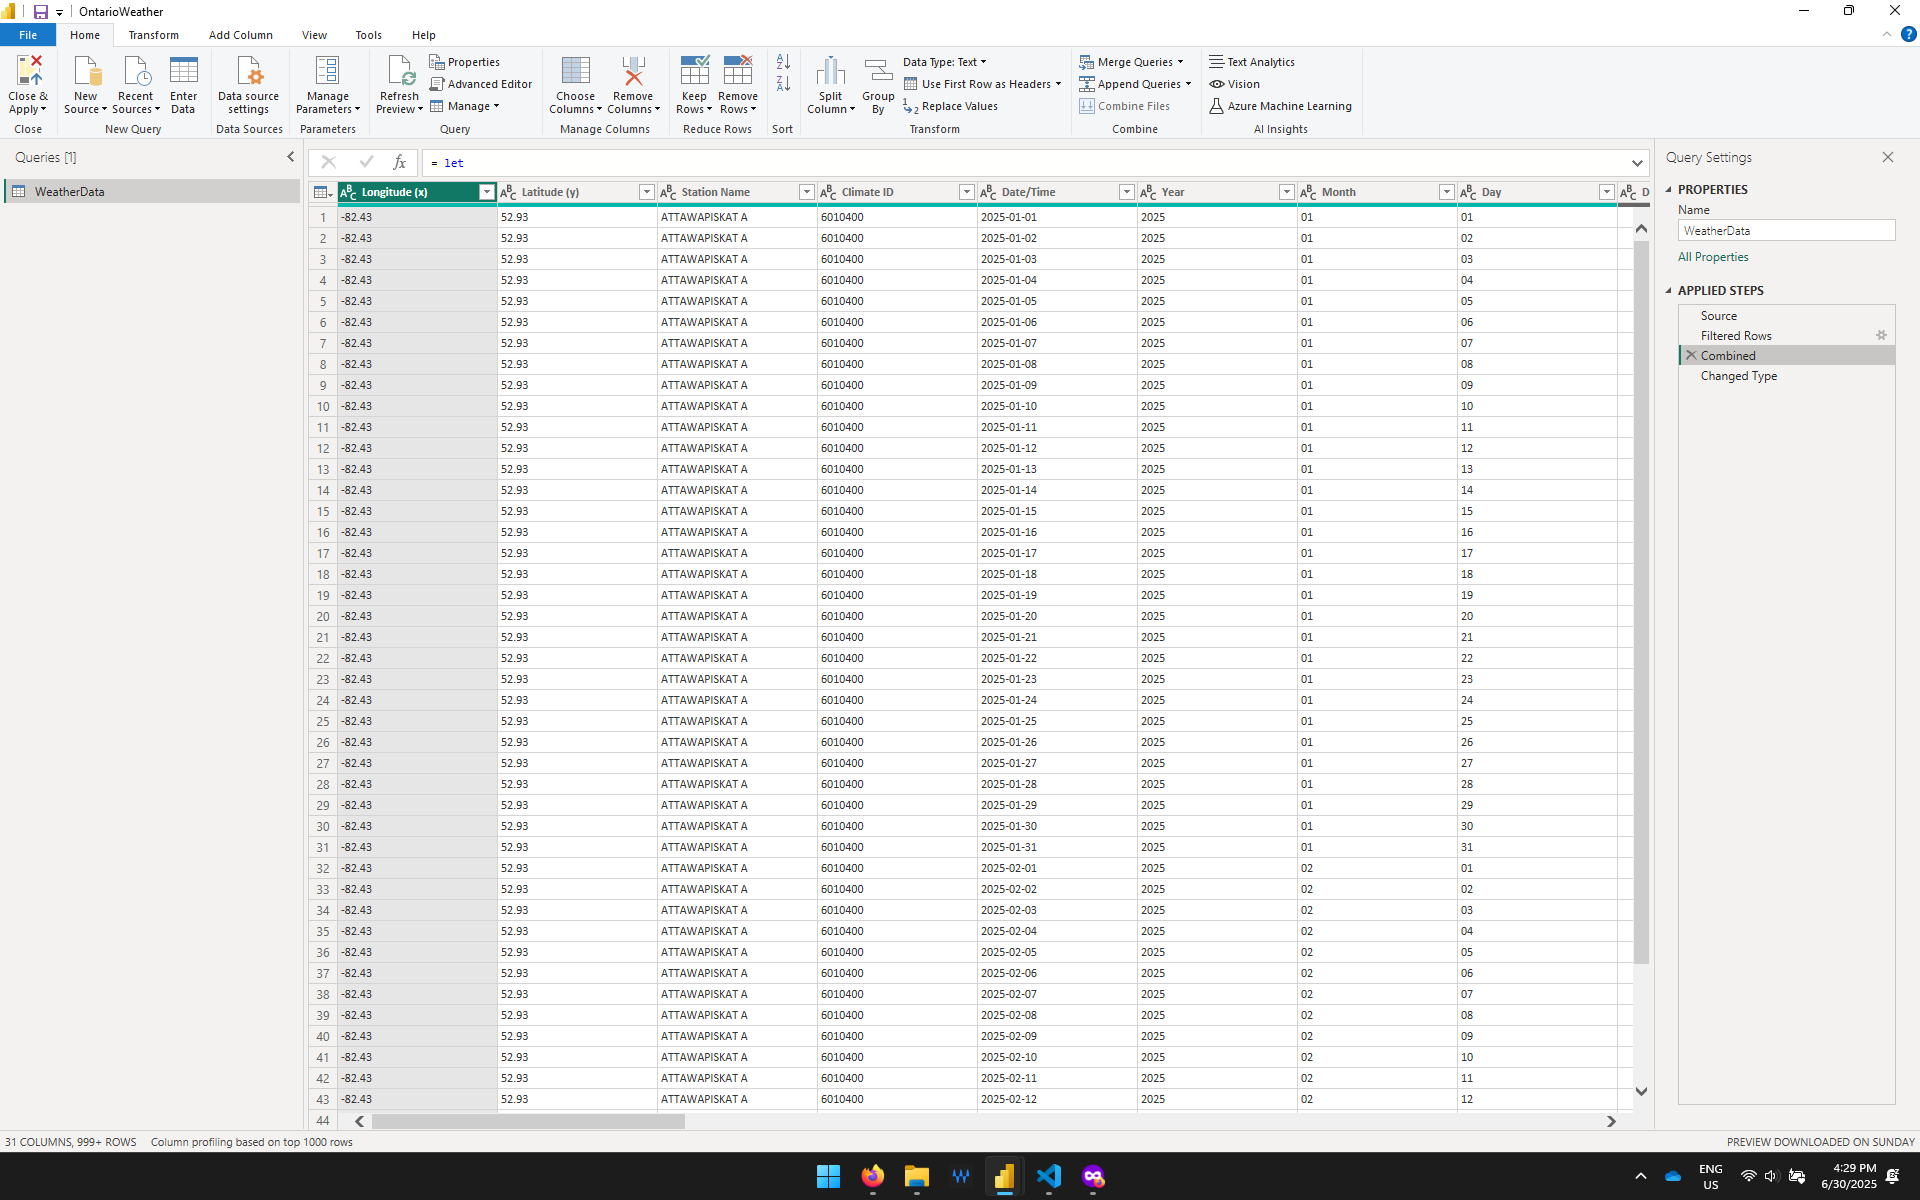 OntarioWeather
File Home Transform Add Column View Tools Help
Close & Apply
New Source
Recent Sources
Enter Data
Data source settings
Manage Parameters
Refresh Preview
Properties
Advanced Editor
Manage
Choose Columns
Remove Columns
Keep Rows
Remove Rows
Split Column
Group By
Data Type: Text
Use First Row as Headers
Replace Values
Merge Queries
Append Queries
Combine Files
Text Analytics
Vision
Azure Machine Learning
Close New Query Data Sources Parameters Query Manage Columns Reduce Rows Sort Transform Combine AI Insights
Queries [1]
WeatherData
= let
Longitude (x) Latitude (y) Station Name Climate ID Date/Time Year Month Day D
1 -82.43 52.93 ATTAWAPISKAT A 6010400 2025-01-01 2025 01 01
2 -82.43 52.93 ATTAWAPISKAT A 6010400 2025-01-02 2025 01 02
3 -82.43 52.93 ATTAWAPISKAT A 6010400 2025-01-03 2025 01 03
4 -82.43 52.93 ATTAWAPISKAT A 6010400 2025-01-04 2025 01 04
5 -82.43 52.93 ATTAWAPISKAT A 6010400 2025-01-05 2025 01 05
6 -82.43 52.93 ATTAWAPISKAT A 6010400 2025-01-06 2025 01 06
7 -82.43 52.93 ATTAWAPISKAT A 6010400 2025-01-07 2025 01 07
8 -82.43 52.93 ATTAWAPISKAT A 6010400 2025-01-08 2025 01 08
9 -82.43 52.93 ATTAWAPISKAT A 6010400 2025-01-09 2025 01 09
10 -82.43 52.93 ATTAWAPISKAT A 6010400 2025-01-10 2025 01 10
11 -82.43 52.93 ATTAWAPISKAT A 6010400 2025-01-11 2025 01 11
12 -82.43 52.93 ATTAWAPISKAT A 6010400 2025-01-12 2025 01 12
13 -82.43 52.93 ATTAWAPISKAT A 6010400 2025-01-13 2025 01 13
14 -82.43 52.93 ATTAWAPISKAT A 6010400 2025-01-14 2025 01 14
15 -82.43 52.93 ATTAWAPISKAT A 6010400 2025-01-15 2025 01 15
16 -82.43 52.93 ATTAWAPISKAT A 6010400 2025-01-16 2025 01 16
17 -82.43 52.93 ATTAWAPISKAT A 6010400 2025-01-17 2025 01 17
18 -82.43 52.93 ATTAWAPISKAT A 6010400 2025-01-18 2025 01 18
19 -82.43 52.93 ATTAWAPISKAT A 6010400 2025-01-19 2025 01 19
20 -82.43 52.93 ATTAWAPISKAT A 6010400 2025-01-20 2025 01 20
21 -82.43 52.93 ATTAWAPISKAT A 6010400 2025-01-21 2025 01 21
22 -82.43 52.93 ATTAWAPISKAT A 6010400 2025-01-22 2025 01 22
23 -82.43 52.93 ATTAWAPISKAT A 6010400 2025-01-23 2025 01 23
24 -82.43 52.93 ATTAWAPISKAT A 6010400 2025-01-24 2025 01 24
25 -82.43 52.93 ATTAWAPISKAT A 6010400 2025-01-25 2025 01 25
26 -82.43 52.93 ATTAWAPISKAT A 6010400 2025-01-26 2025 01 26
27 -82.43 52.93 ATTAWAPISKAT A 6010400 2025-01-27 2025 01 27
28 -82.43 52.93 ATTAWAPISKAT A 6010400 2025-01-28 2025 01 28
29 -82.43 52.93 ATTAWAPISKAT A 6010400 2025-01-29 2025 01 29
30 -82.43 52.93 ATTAWAPISKAT A 6010400 2025-01-30 2025 01 30
31 -82.43 52.93 ATTAWAPISKAT A 6010400 2025-01-31 2025 01 31
32 -82.43 52.93 ATTAWAPISKAT A 6010400 2025-02-01 2025 02 01
33 -82.43 52.93 ATTAWAPISKAT A 6010400 2025-02-02 2025 02 02
34 -82.43 52.93 ATTAWAPISKAT A 6010400 2025-02-03 2025 02 03
35 -82.43 52.93 ATTAWAPISKAT A 6010400 2025-02-04 2025 02 04
36 -82.43 52.93 ATTAWAPISKAT A 6010400 2025-02-05 2025 02 05
37 -82.43 52.93 ATTAWAPISKAT A 6010400 2025-02-06 2025 02 06
38 -82.43 52.93 ATTAWAPISKAT A 6010400 2025-02-07 2025 02 07
39 -82.43 52.93 ATTAWAPISKAT A 6010400 2025-02-08 2025 02 08
40 -82.43 52.93 ATTAWAPISKAT A 6010400 2025-02-09 2025 02 09
41 -82.43 52.93 ATTAWAPISKAT A 6010400 2025-02-10 2025 02 10
42 -82.43 52.93 ATTAWAPISKAT A 6010400 2025-02-11 2025 02 11
43 -82.43 52.93 ATTAWAPISKAT A 6010400 2025-02-12 2025 02 12
44
Query Settings
PROPERTIES
Name
WeatherData
All Properties
APPLIED STEPS
Source
Filtered Rows
Combined
Changed Type
31 COLUMNS, 999+ ROWS Column profiling based on top 1000 rows PREVIEW DOWNLOADED ON SUNDAY
ENG US
4:29 PM
6/30/2025